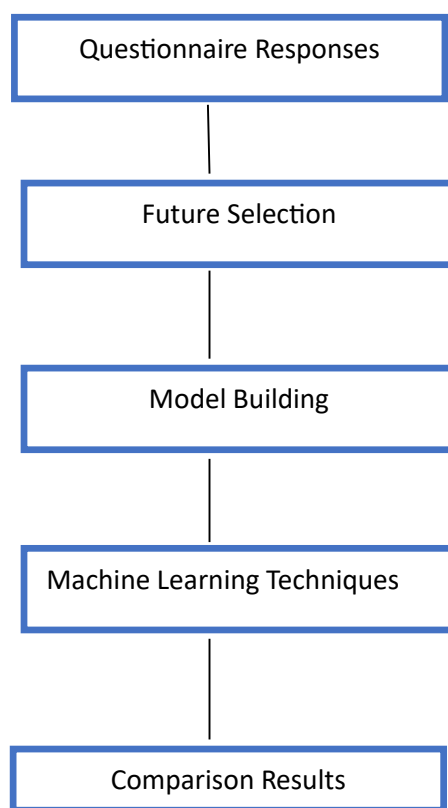 Questionnaire Responses
Future Selection
Model Building
Machine Learning Techniques
Comparison Results